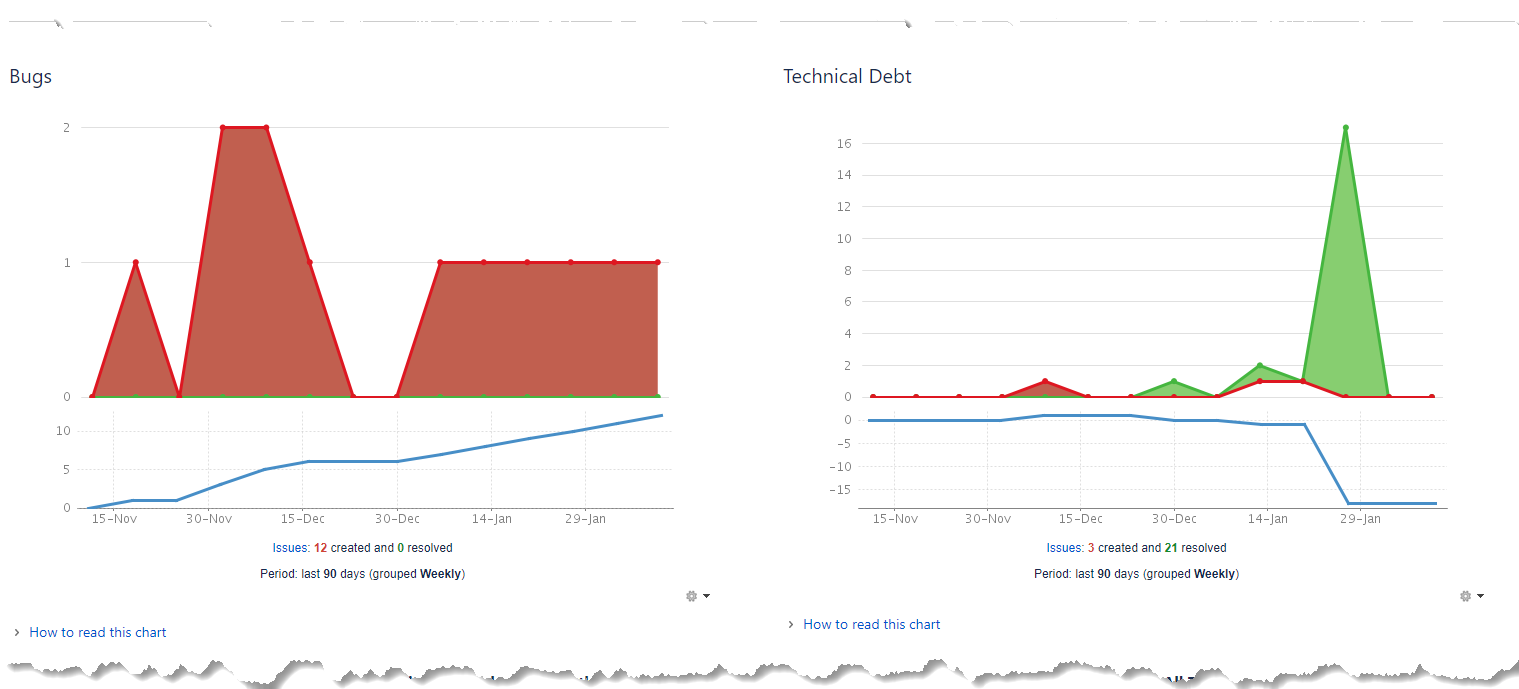 Bugs
2
1
0
10
5
0
15-Nov 30-Nov 15-Dec 30-Dec 14-Jan 29-Jan
Issues: 12 created and 0 resolved
Period: last 90 days (grouped Weekly)
How to read this chart
Technical Debt
16
14
12
10
8
6
4
2
0
0
-5
-10
-15
15-Nov 30-Nov 15-Dec 30-Dec 14-Jan 29-Jan
Issues: 3 created and 21 resolved
Period: last 90 days (grouped Weekly)
How to read this chart